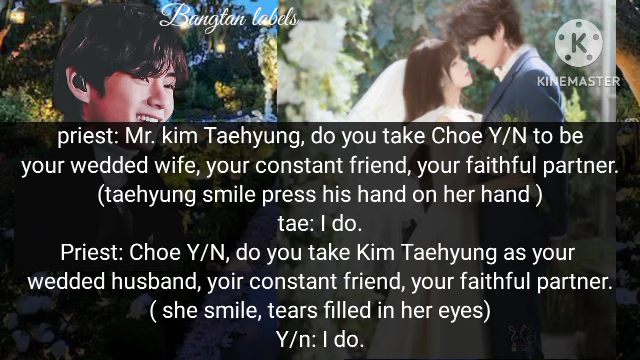 Bangtan labels
K
KINEMASTER
priest: Mr. kim Taehyung, do you take Choe Y/N to be
your wedded wife, your constant friend, your faithful partner.
(taehyung smile press his hand on her hand )
tae: I do.
Priest: Choe Y/N, do you take Kim Taehyung as your
wedded husband, yoir constant friend, your faithful partner.
( she smile, tears filled in her eyes)
Y/n: I do.